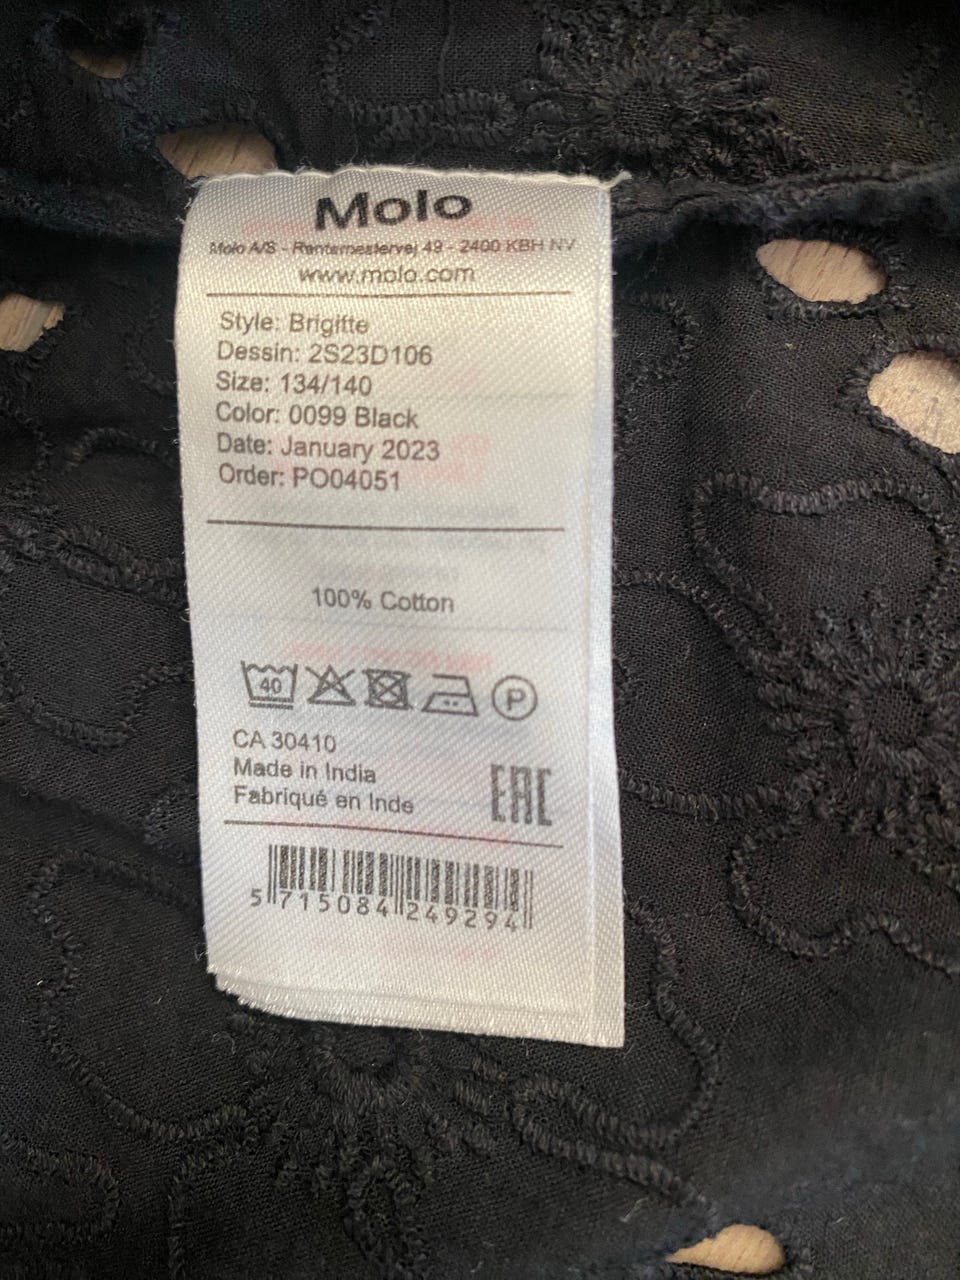 Molo
Molo A/S - Rentemestervej 49 - 2400 KBH NV
www.molo.com
Style: Brigitte
Dessin: 2S23D106
Size: 134/140
Color: 0099 Black
Date: January 2023
Order: PO04051
100% Cotton
40 P
CA 30410
Made in India
Fabriqué en Inde
EAC
5 715084 249294